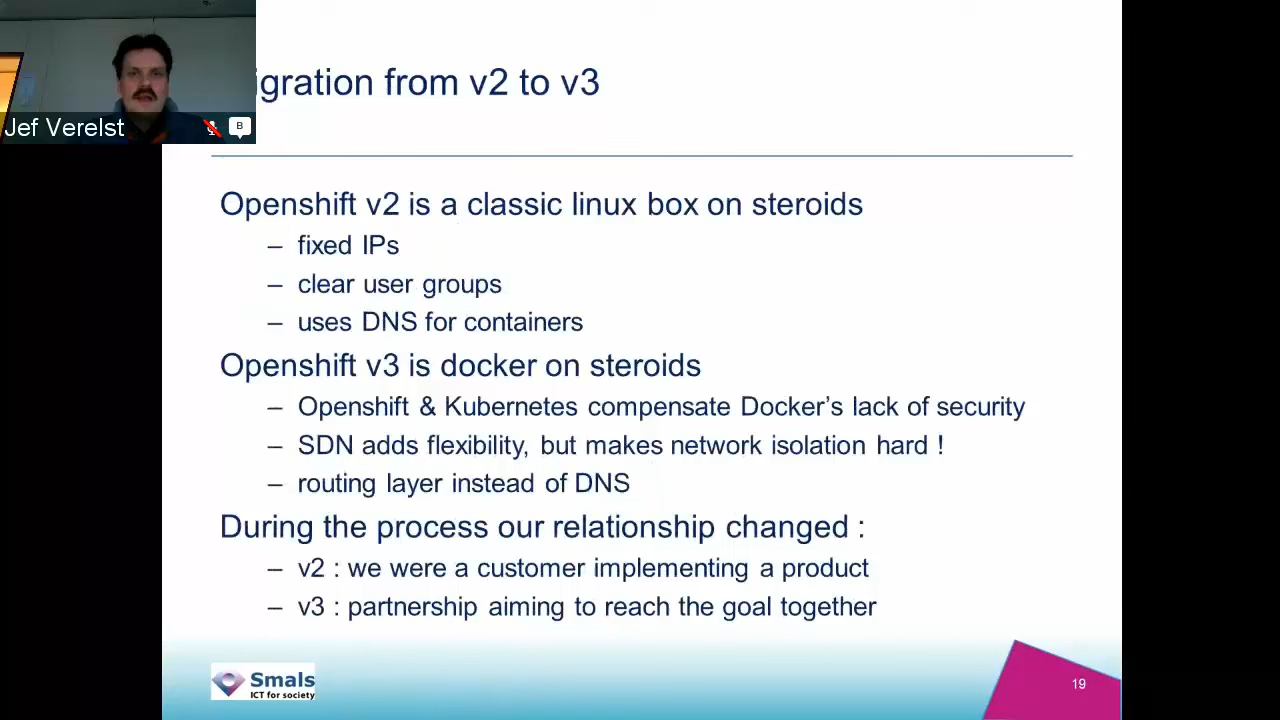 igration from v2 to v3
Jef Verelst
B
Openshift v2 is a classic linux box on steroids
– fixed IPs
– clear user groups
– uses DNS for containers
Openshift v3 is docker on steroids
– Openshift & Kubernetes compensate Docker’s lack of security
– SDN adds flexibility, but makes network isolation hard !
– routing layer instead of DNS
During the process our relationship changed :
– v2 : we were a customer implementing a product
– v3 : partnership aiming to reach the goal together
Smals
ICT for society
19